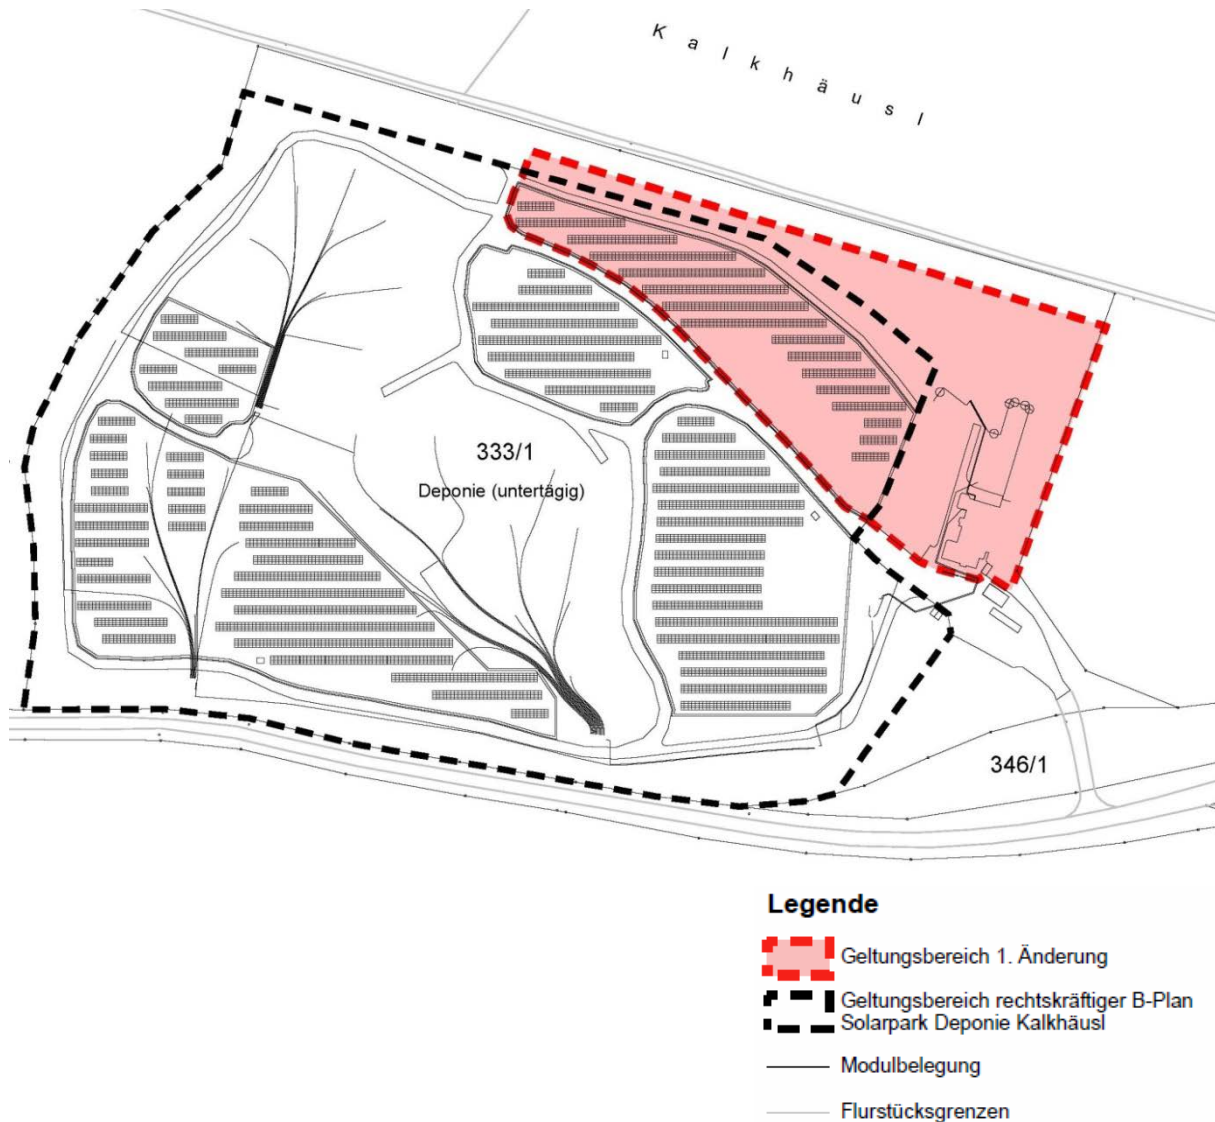 Kalkhäusl
333/1
Deponie (untertägig)
346/1
Legende
Geltungsbereich 1. Änderung
Geltungsbereich rechtskräftiger B-Plan
Solarpark Deponie Kalkhäusl
Modulbelegung
Flurstücksgrenzen